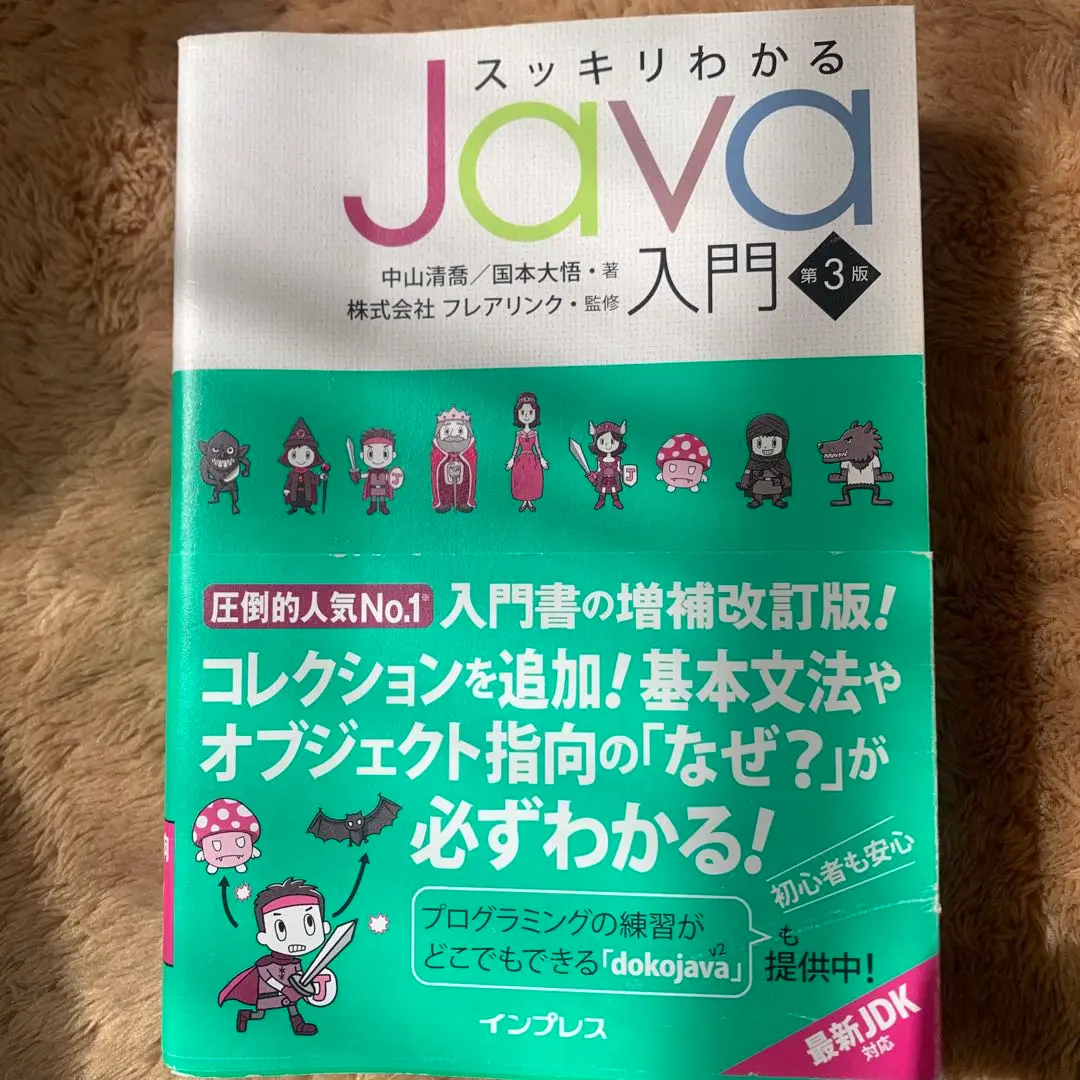 スッキリわかる
Java
入門
第3版
中山清喬／国本大悟・著
株式会社 フレアリンク・監修
圧倒的人気No.1※
入門書の増補改訂版！
コレクションを追加！基本文法や
オブジェクト指向の「なぜ？」が
必ずわかる！
初心者も安心
プログラミングの練習が
どこでもできる「dokojava v2」
も
提供中！
インプレス
最新JDK
対応